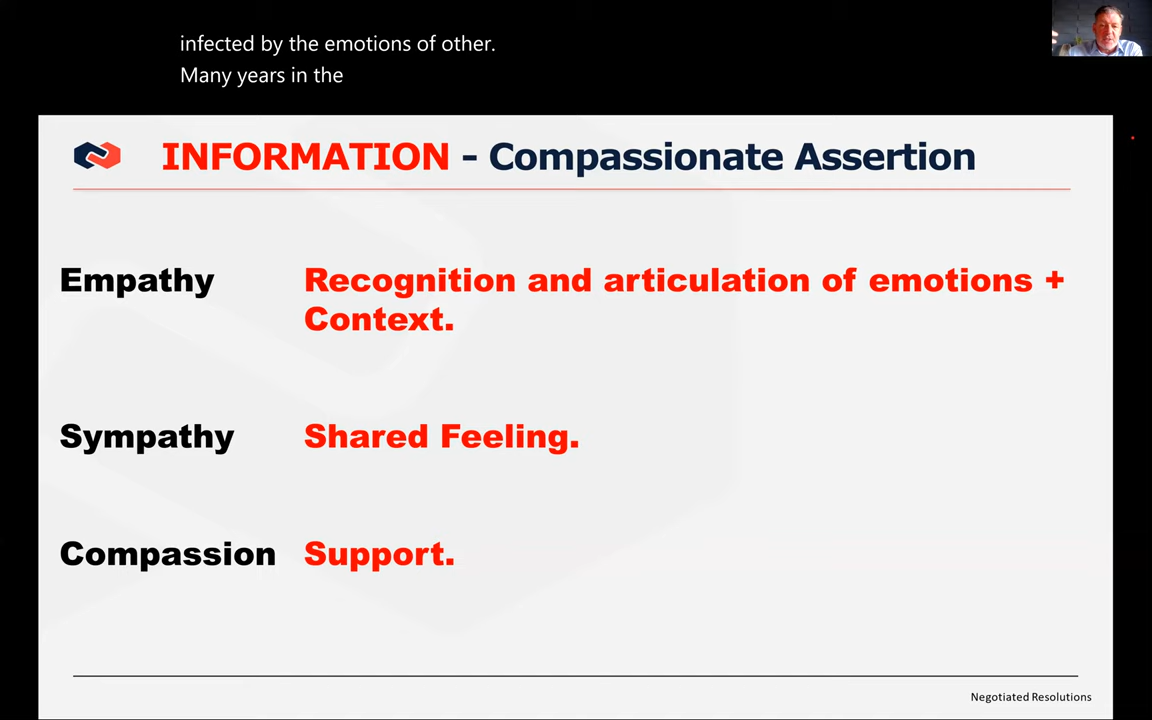 infected by the emotions of other.
Many years in the
INFORMATION - Compassionate Assertion
Empathy Recognition and articulation of emotions +
Context.
Sympathy Shared Feeling.
Compassion Support.
Negotiated Resolutions